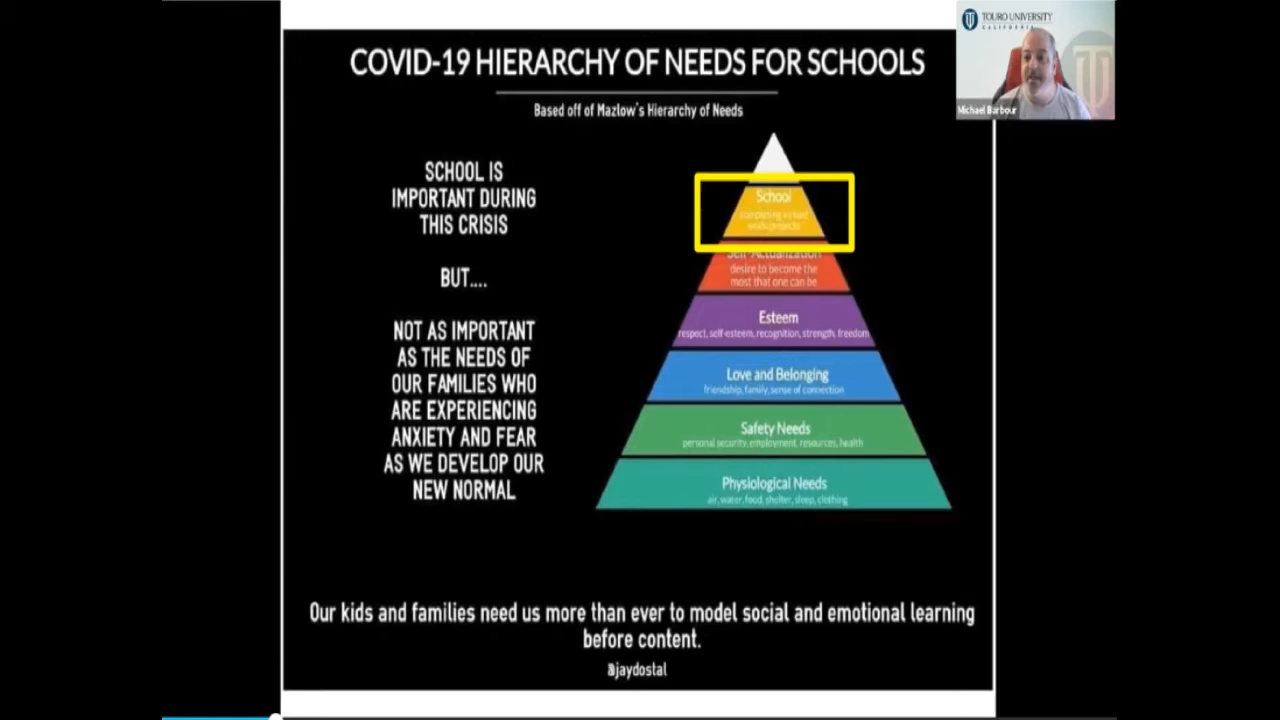 COVID-19 HIERARCHY OF NEEDS FOR SCHOOLS
Based off of Mazlow's Hierarchy of Needs
TOURO UNIVERSITY
CALIFORNIA
Michael Barbour
SCHOOL IS
IMPORTANT DURING
THIS CRISIS
BUT....
NOT AS IMPORTANT
AS THE NEEDS OF
OUR FAMILIES WHO
ARE EXPERIENCING
ANXIETY AND FEAR
AS WE DEVELOP OUR
NEW NORMAL
School
work/projects
Self-Actualization
desire to become the
most that one can be
Esteem
respect, self-esteem, recognition, strength, freedom
Love and Belonging
friendship, family, sense of connection
Safety Needs
personal security, employment, resources, health
Physiological Needs
air, water, food, shelter, sleep, clothing
Our kids and families need us more than ever to model social and emotional learning
before content.
@jaydostal